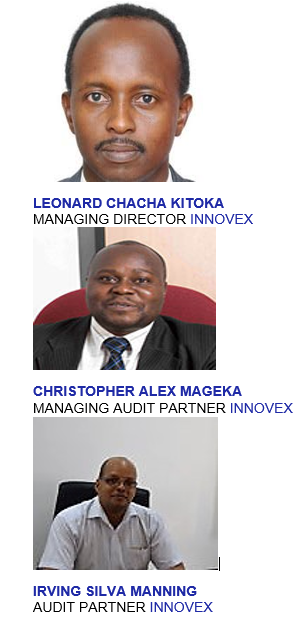 LEONARD CHACHA KITOKA
MANAGING DIRECTOR INNOVEX
CHRISTOPHER ALEX MAGEKA
MANAGING AUDIT PARTNER INNOVEX
IRVING SILVA MANNING
AUDIT PARTNER INNOVEX